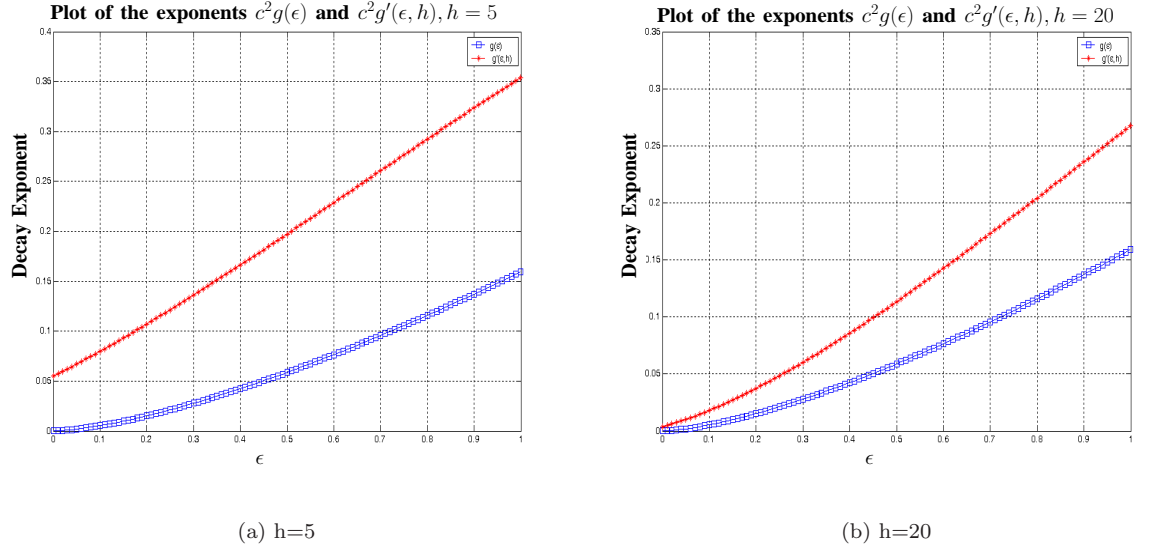 Plot of the exponents c²g(ϵ) and c²g′(ϵ, h), h = 5
Decay Exponent
0.4
0.35
0.3
0.25
0.2
0.15
0.1
0.05
0
0 0.1 0.2 0.3 0.4 0.5 0.6 0.7 0.8 0.9 1
ϵ
g(ε)
g'(ε,h)
(a) h=5
Plot of the exponents c²g(ϵ) and c²g′(ϵ, h), h = 20
Decay Exponent
0.35
0.3
0.25
0.2
0.15
0.1
0.05
0
0 0.1 0.2 0.3 0.4 0.5 0.6 0.7 0.8 0.9 1
ϵ
g(ε)
g'(ε,h)
(b) h=20